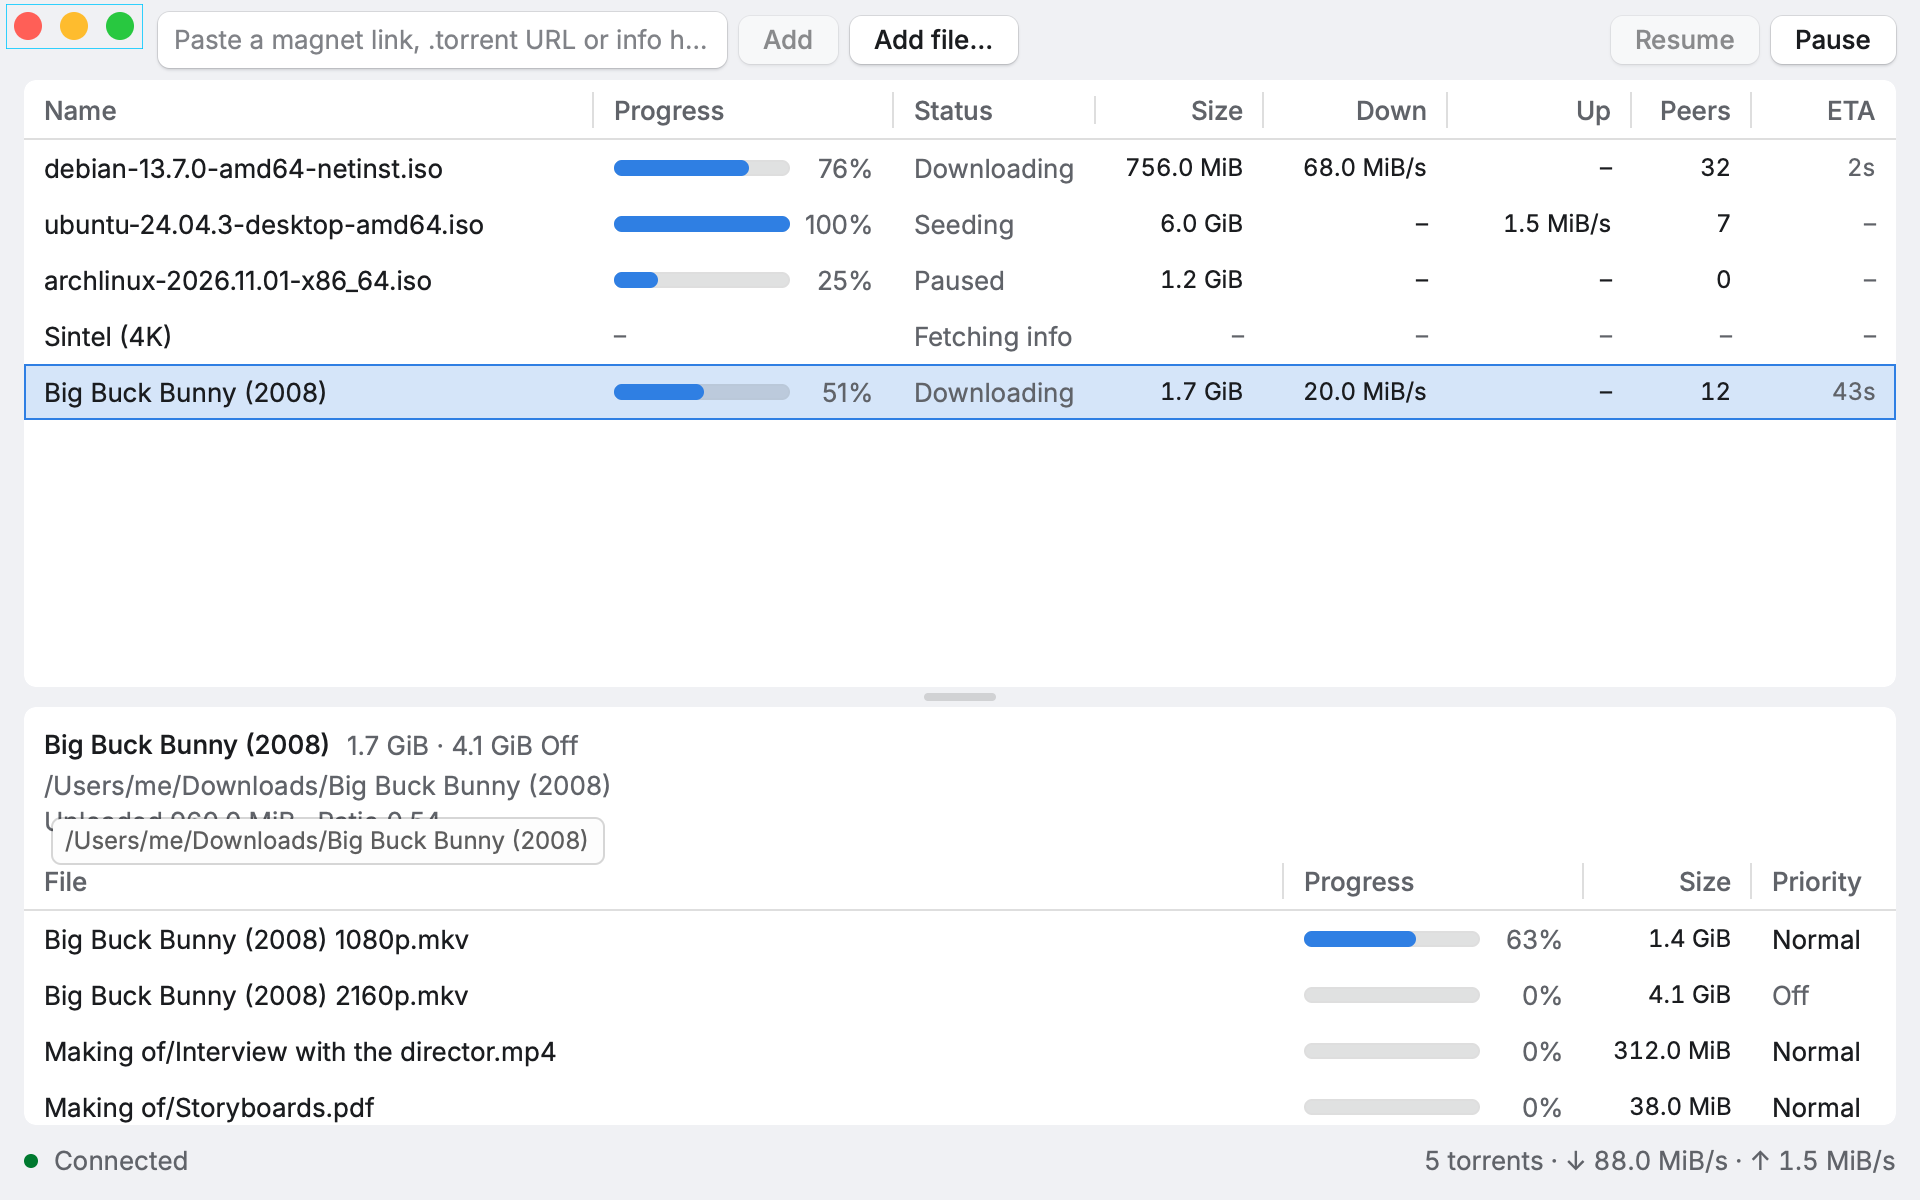 Paste a magnet link, .torrent URL or info h... Add Add file... Resume Pause
Name Progress Status Size Down Up Peers ETA
debian-13.7.0-amd64-netinst.iso 76% Downloading 756.0 MiB 68.0 MiB/s – 32 2s
ubuntu-24.04.3-desktop-amd64.iso 100% Seeding 6.0 GiB – 1.5 MiB/s 7 –
archlinux-2026.11.01-x86_64.iso 25% Paused 1.2 GiB – – 0 –
Sintel (4K) – Fetching info – – – – –
Big Buck Bunny (2008) 51% Downloading 1.7 GiB 20.0 MiB/s – 12 43s
Big Buck Bunny (2008) 1.7 GiB · 4.1 GiB Off
/Users/me/Downloads/Big Buck Bunny (2008)
Uploaded 960.0 MiB · Ratio 0.54
/Users/me/Downloads/Big Buck Bunny (2008)
File Progress Size Priority
Big Buck Bunny (2008) 1080p.mkv 63% 1.4 GiB Normal
Big Buck Bunny (2008) 2160p.mkv 0% 4.1 GiB Off
Making of/Interview with the director.mp4 0% 312.0 MiB Normal
Making of/Storyboards.pdf 0% 38.0 MiB Normal
Connected 5 torrents · ↓ 88.0 MiB/s · ↑ 1.5 MiB/s